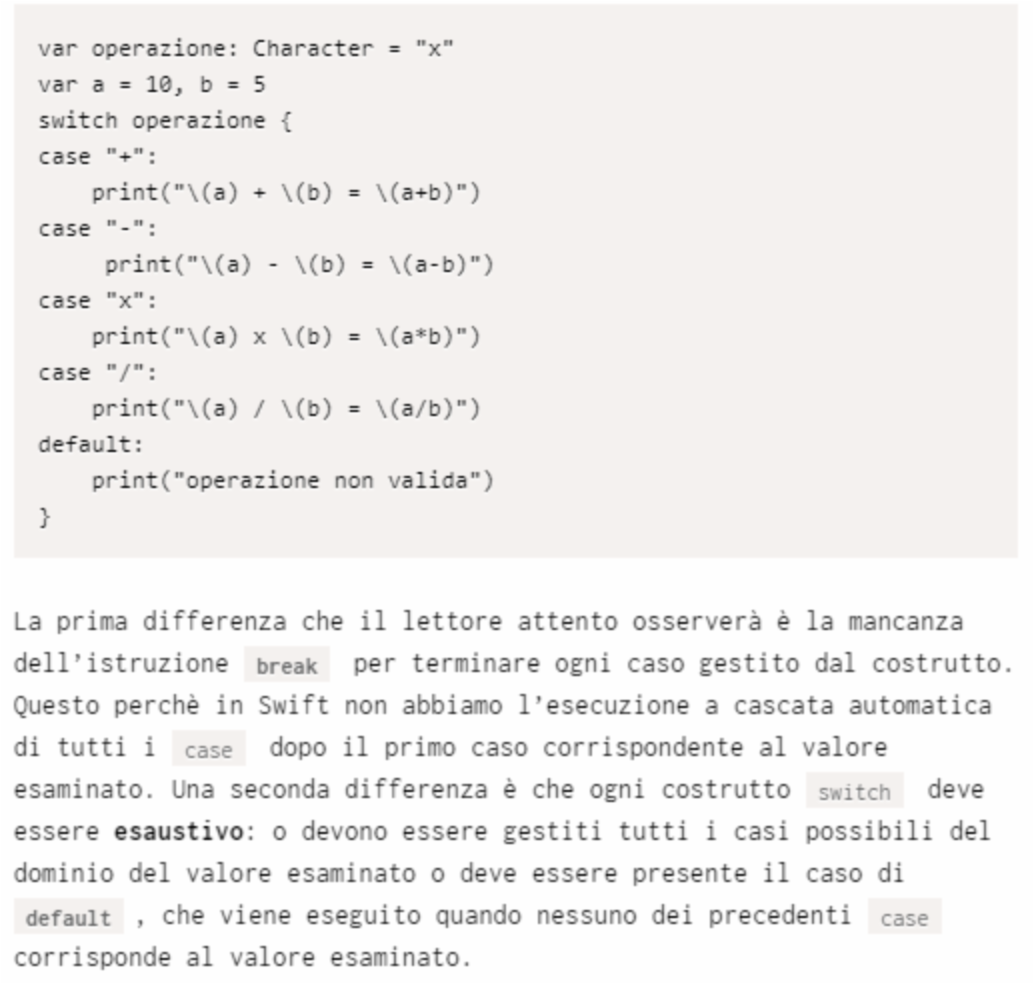 var operazione: Character = "x"
var a = 10, b = 5
switch operazione {
case "+":
    print("\(a) + \(b) = \(a+b)")
case "-":
     print("\(a) - \(b) = \(a-b)")
case "x":
    print("\(a) x \(b) = \(a*b)")
case "/":
    print("\(a) / \(b) = \(a/b)")
default:
    print("operazione non valida")
}
La prima differenza che il lettore attento osserverà è la mancanza
dell’istruzione break per terminare ogni caso gestito dal costrutto.
Questo perchè in Swift non abbiamo l’esecuzione a cascata automatica
di tutti i case dopo il primo caso corrispondente al valore
esaminato. Una seconda differenza è che ogni costrutto switch deve
essere esaustivo: o devono essere gestiti tutti i casi possibili del
dominio del valore esaminato o deve essere presente il caso di
default , che viene eseguito quando nessuno dei precedenti case
corrisponde al valore esaminato.